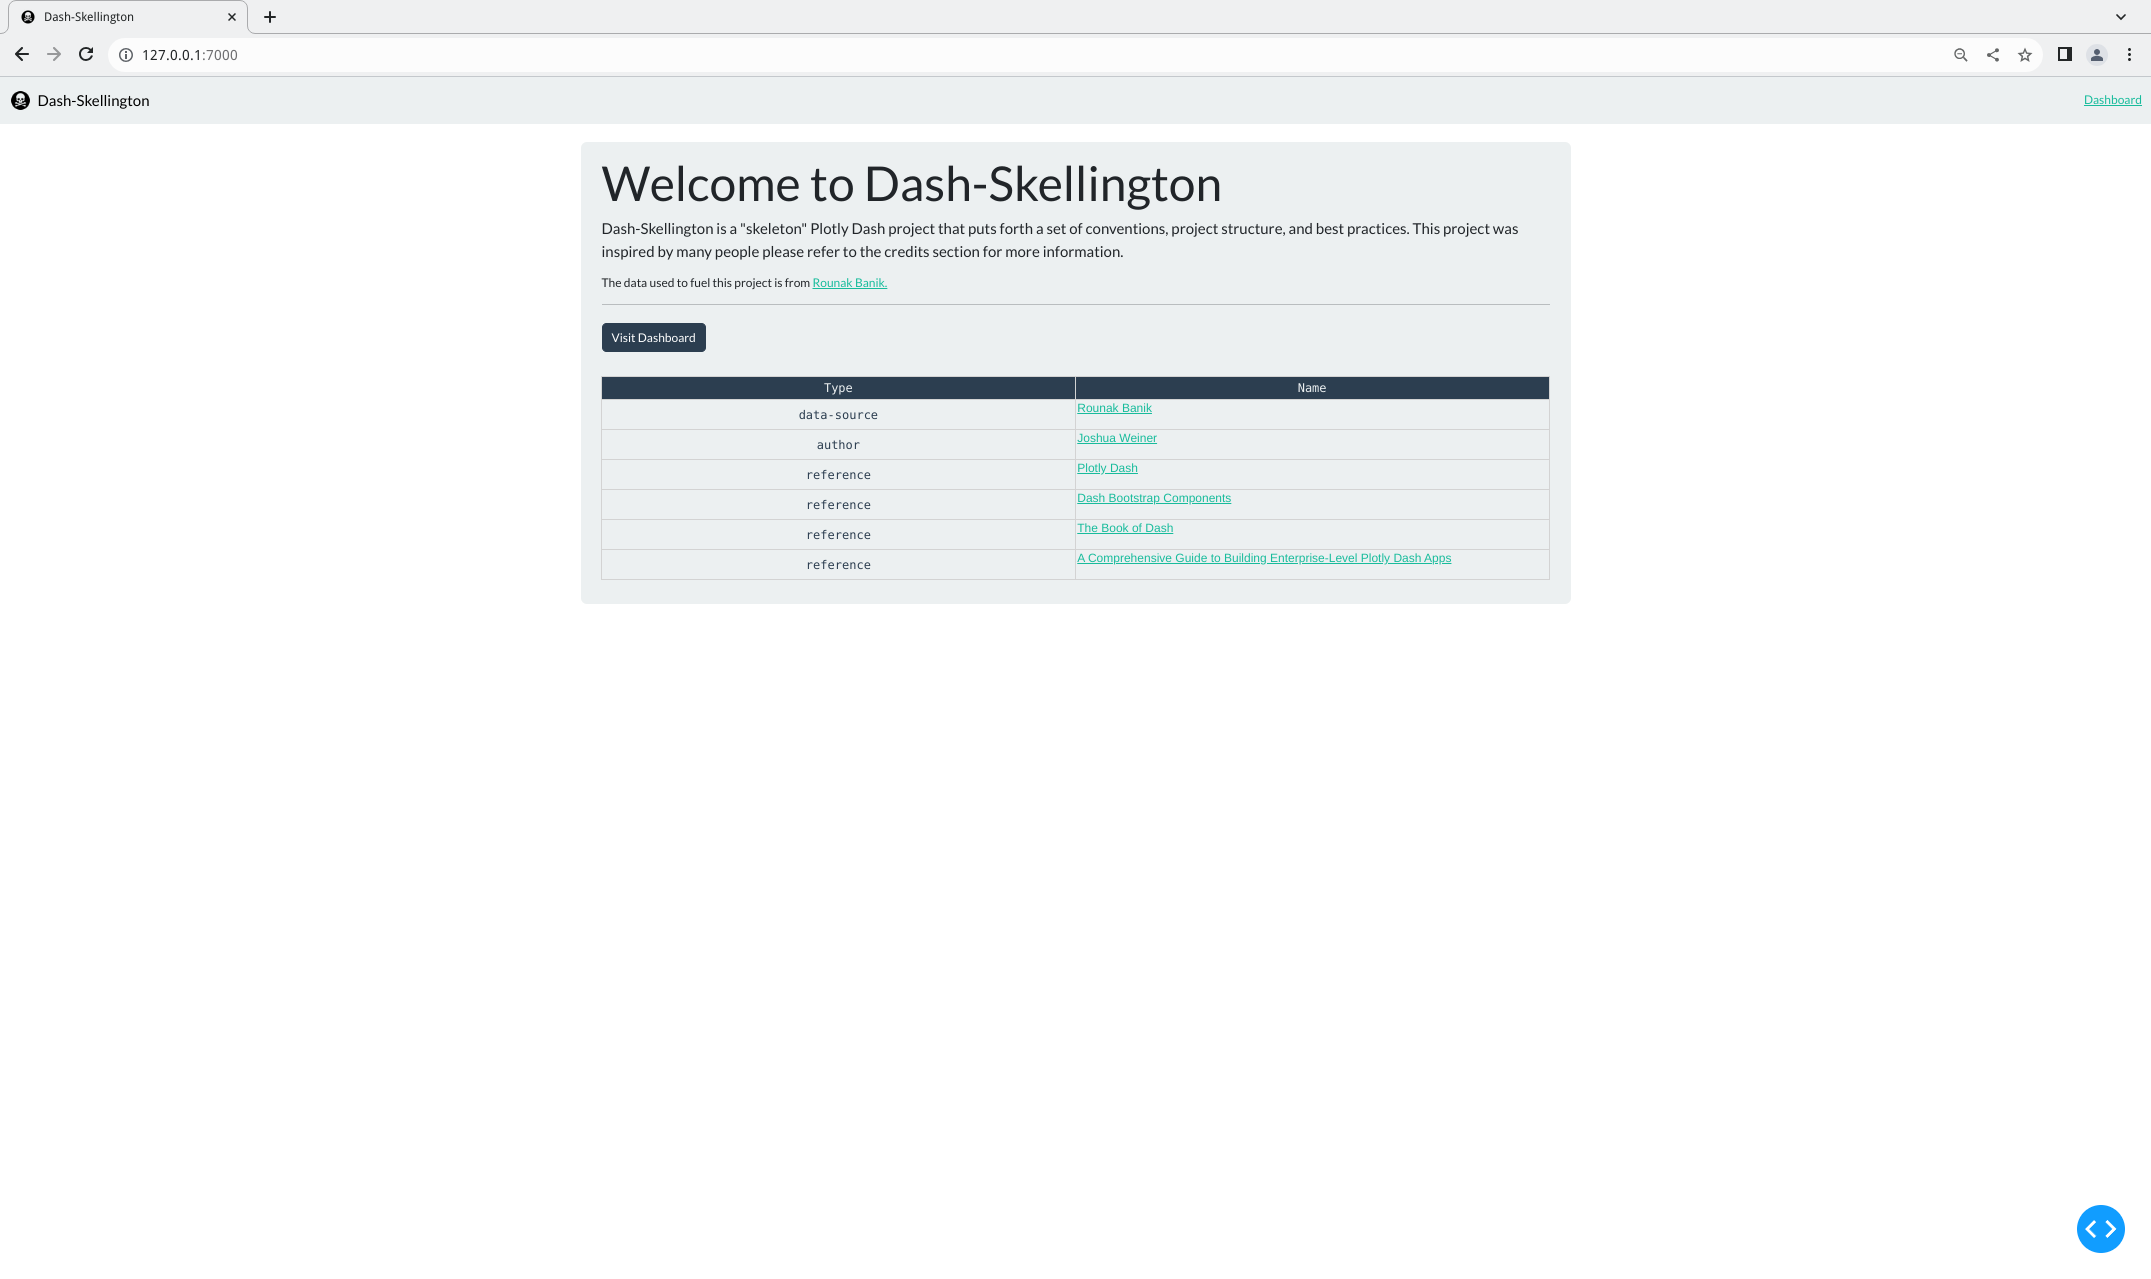 Dash-Skellington
127.0.0.1:7000
Dash-Skellington
Dashboard
Welcome to Dash-Skellington
Dash-Skellington is a "skeleton" Plotly Dash project that puts forth a set of conventions, project structure, and best practices. This project was
inspired by many people please refer to the credits section for more information.
The data used to fuel this project is from Rounak Banik.
Visit Dashboard
Type Name
data-source Rounak Banik
author Joshua Weiner
reference Plotly Dash
reference Dash Bootstrap Components
reference The Book of Dash
reference A Comprehensive Guide to Building Enterprise-Level Plotly Dash Apps